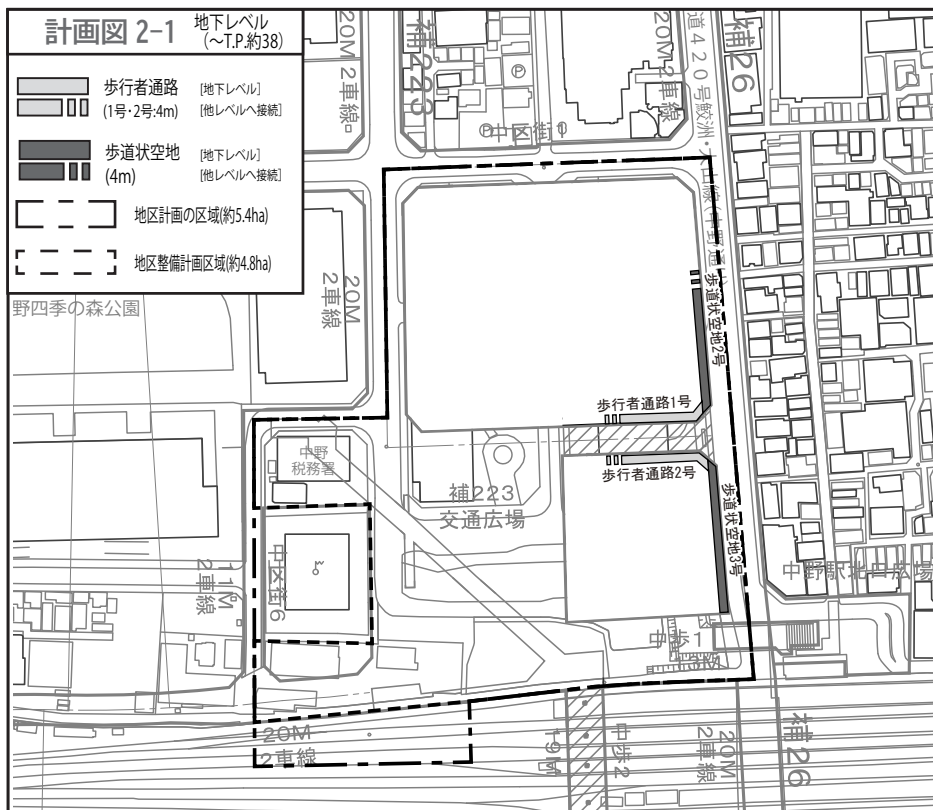 計画図 2-1
地下レベル
(〜T.P.約38)
歩行者通路
(1号・2号:4m)
[地下レベル]
[他レベルへ接続]
歩道状空地
(4m)
[地下レベル]
[他レベルへ接続]
地区計画の区域(約5.4ha)
地区整備計画区域(約4.8ha)
20M
2車線
補223
中区街1
20M
2車線
補26
道420号鮫洲・大山線(中野通
野四季の森公園
20M
2車線
歩道状空地2号
歩行者通路1号
歩行者通路2号
中野
税務署
補223
交通広場
歩道状空地3号
中区街6
11M
2車線
中野駅北口広場
中歩1
20M
2車線
19M
中歩2
20M
2車線
補26